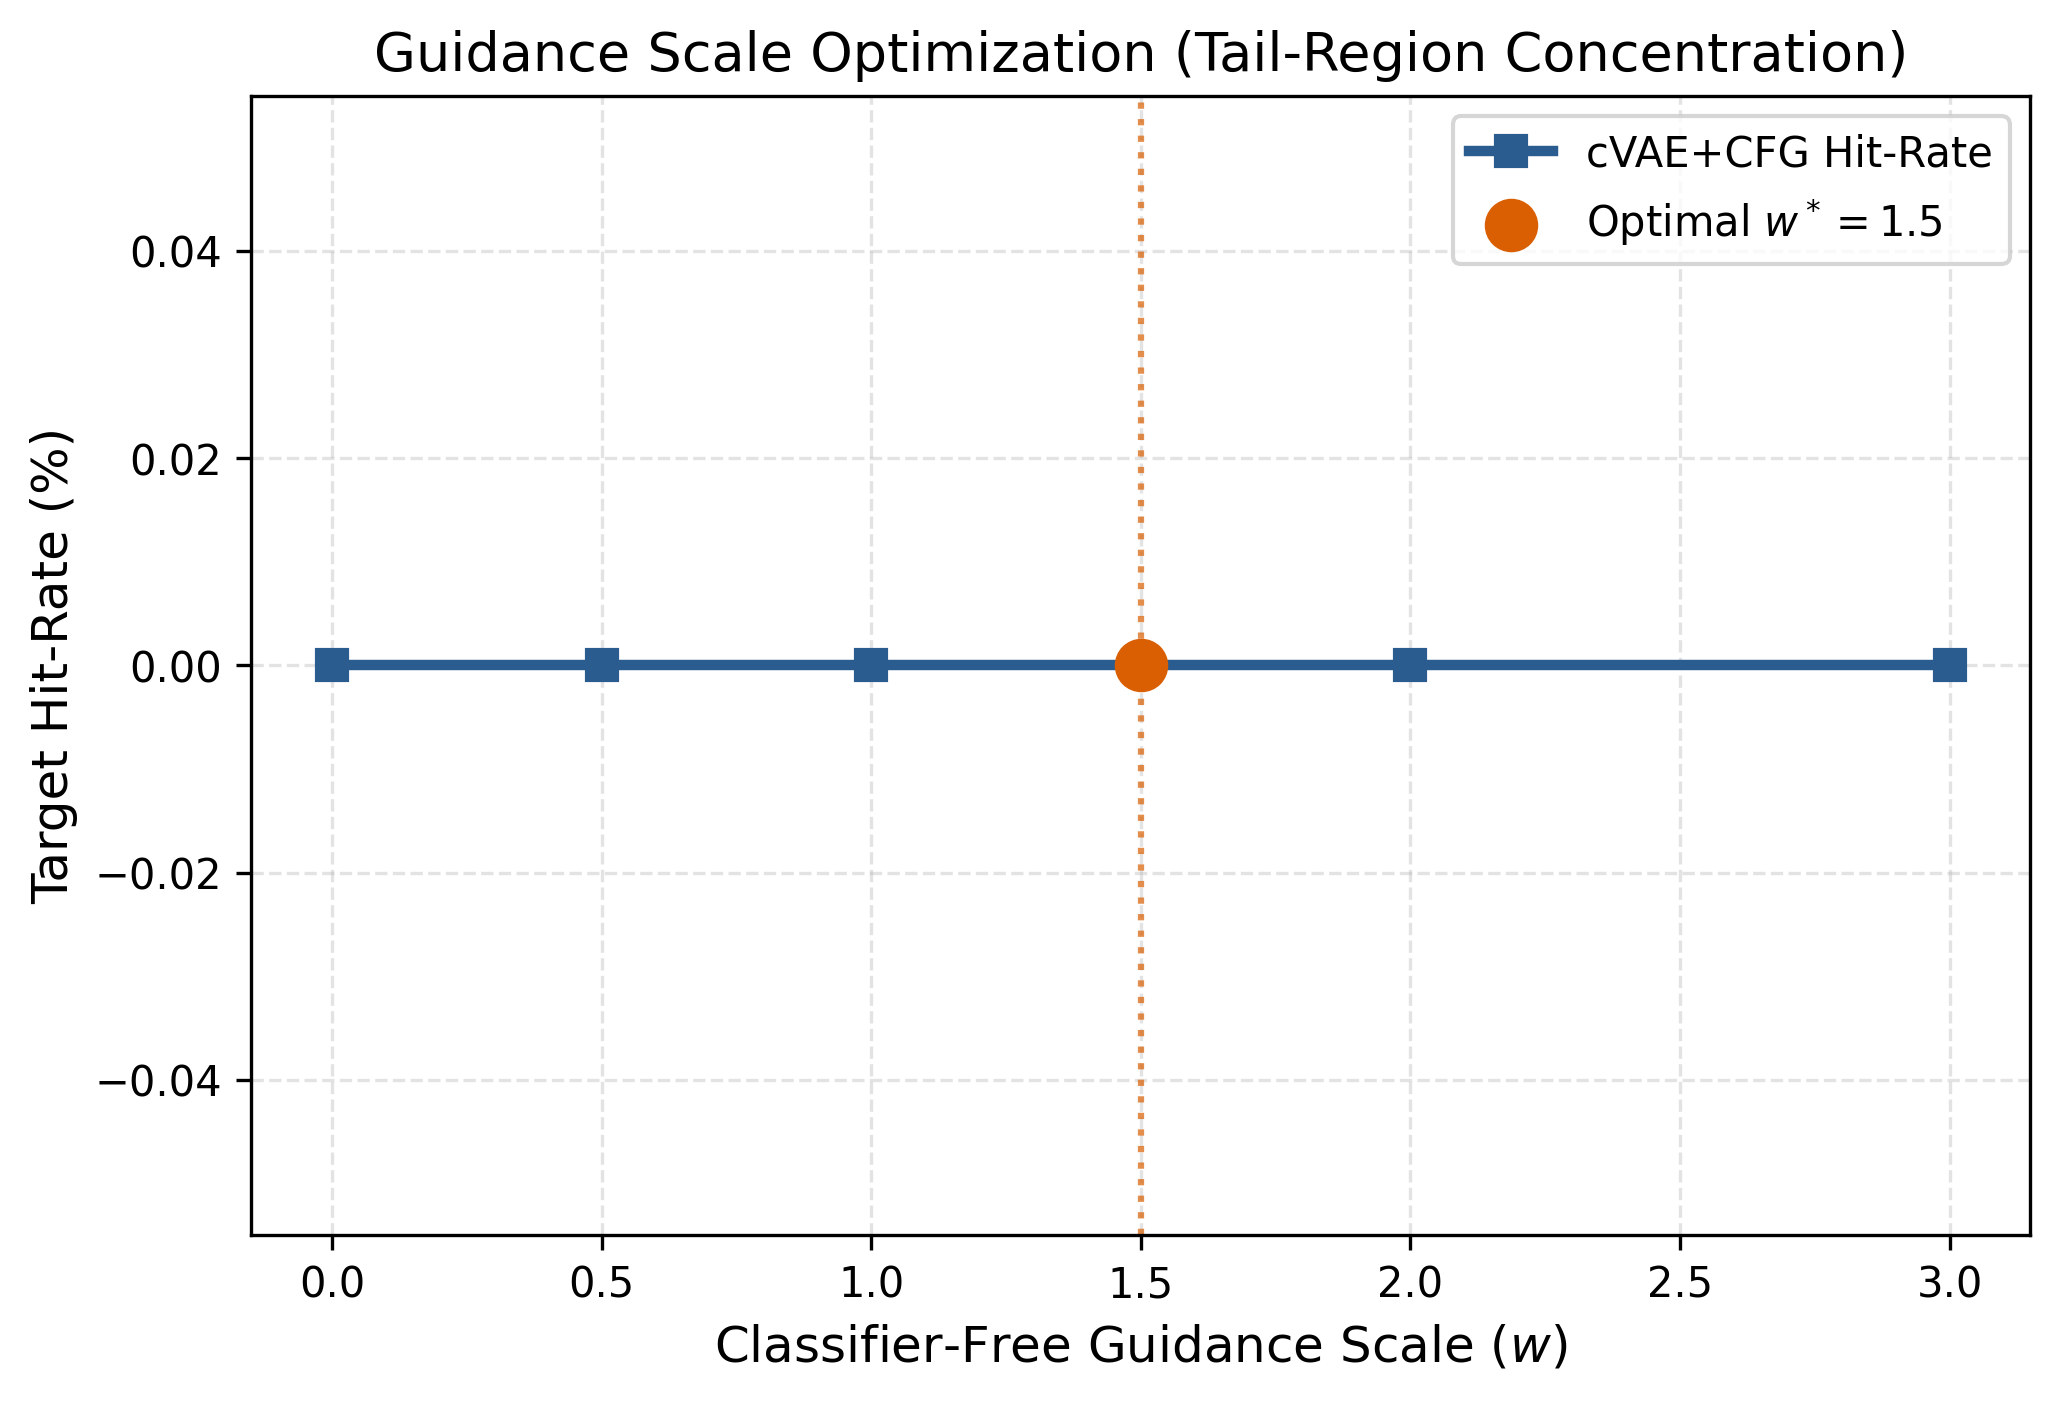 Guidance Scale Optimization (Tail-Region Concentration)
cVAE+CFG Hit-Rate
Optimal w* = 1.5
Target Hit-Rate (%)
0.04
0.02
0.00
−0.02
−0.04
0.0 0.5 1.0 1.5 2.0 2.5 3.0
Classifier-Free Guidance Scale (w)